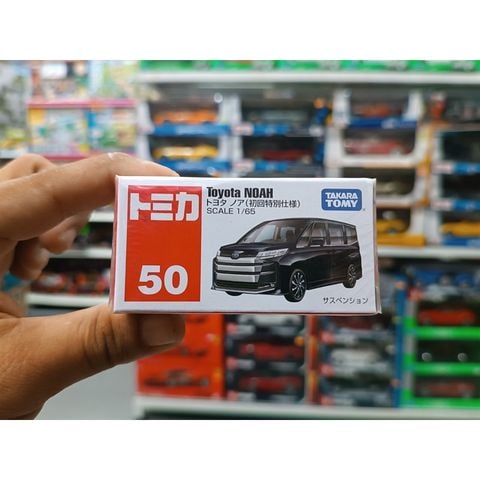 トミカ
50
Toyota NOAH
トヨタ ノア(初回特別仕様)
SCALE 1/65
TAKARA
TOMY
サスペンション